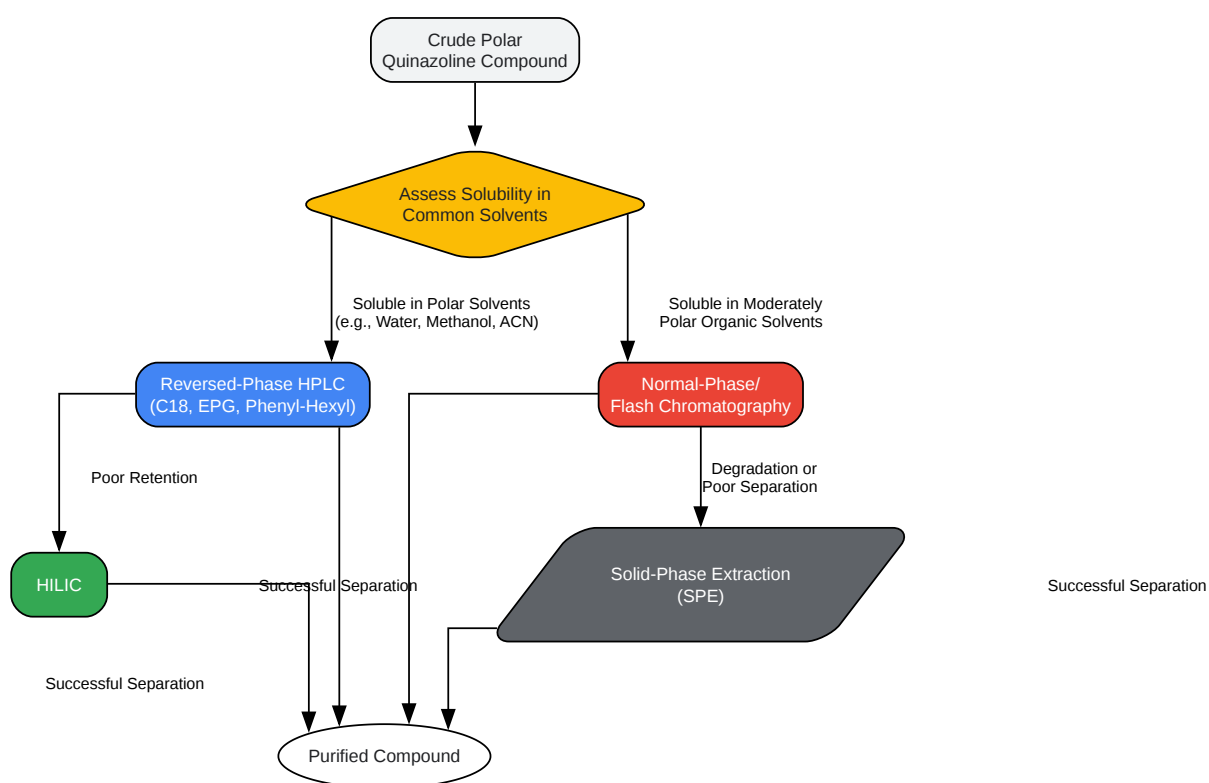 Crude Polar
Quinazoline Compound
Assess Solubility in
Common Solvents
Soluble in Polar Solvents
(e.g., Water, Methanol, ACN)
Soluble in Moderately
Polar Organic Solvents
Reversed-Phase HPLC
(C18, EPG, Phenyl-Hexyl)
Normal-Phase/
Flash Chromatography
Poor Retention
Degradation or
Poor Separation
HILIC
Successful Separation
Solid-Phase Extraction
(SPE)
Successful Separation
Successful Separation
Purified Compound